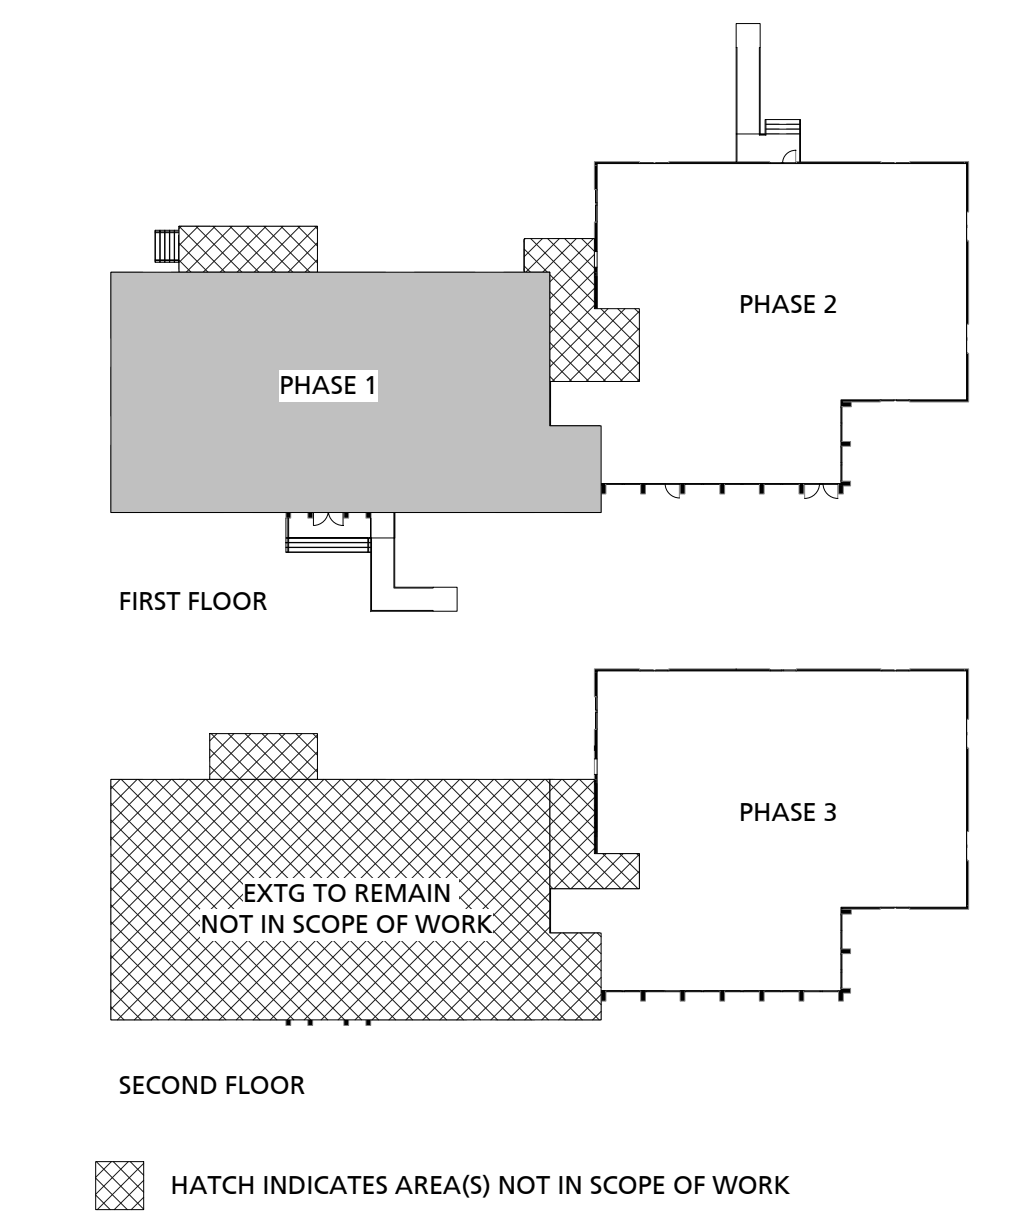 PHASE 2
PHASE 1
FIRST FLOOR
PHASE 3
EXTG TO REMAIN
NOT IN SCOPE OF WORK
SECOND FLOOR
HATCH INDICATES AREA(S) NOT IN SCOPE OF WORK